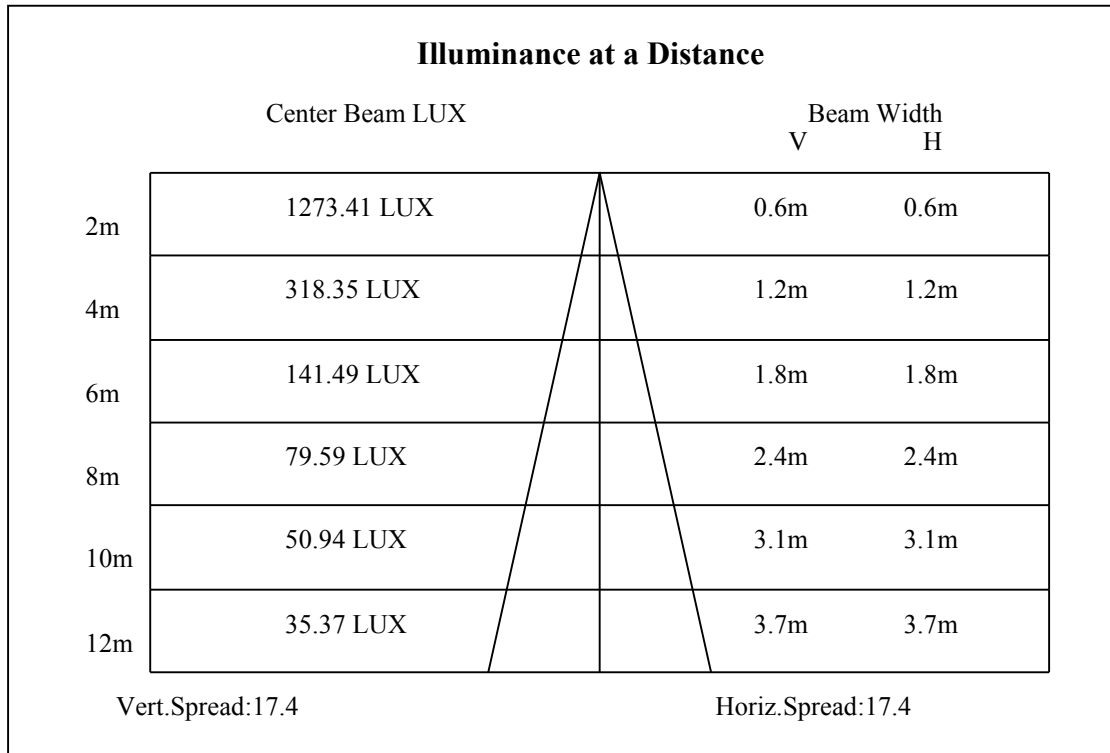 Illuminance at a Distance
Center Beam LUX Beam Width
V H
2m 1273.41 LUX 0.6m 0.6m
4m 318.35 LUX 1.2m 1.2m
6m 141.49 LUX 1.8m 1.8m
8m 79.59 LUX 2.4m 2.4m
10m 50.94 LUX 3.1m 3.1m
12m 35.37 LUX 3.7m 3.7m
Vert.Spread:17.4 Horiz.Spread:17.4